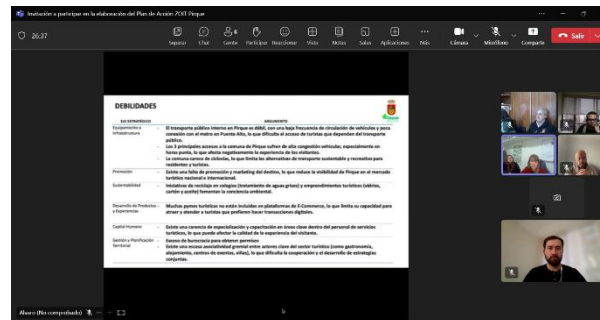 Invitación a participar en la elaboración del Plan de Acción ZOIT Pirque
26:37
Separar Chat Gente Participar Reaccionar Vista Notas Salas Aplicaciones Más Cámara Micrófono Compartir Salir
DEBILIDADES
EJE ESTRATÉGICO ARGUMENTO
Equipamiento e Infraestructura
- El transporte público interno en Pirque es débil, con una baja frecuencia de circulación de vehículos y poca
conexión con el metro en Puente Alto, lo que dificulta el acceso de turistas que dependen del transporte
público.
- Los 3 principales accesos a la comuna de Pirque sufren de alta congestión vehicular, especialmente en
horas punta, lo que afecta negativamente la experiencia de los visitantes.
- La comuna carece de ciclovías, lo que limita las alternativas de transporte sustentable y recreativo para
residentes y turistas.
Promoción
- Existe una falta de promoción y marketing del destino, lo que reduce la visibilidad de Pirque en el mercado
turístico nacional e internacional.
Sustentabilidad
- Iniciativas de reciclaje en colegios (tratamiento de aguas grises) y emprendimientos turísticos (vidrios,
cartón y aceite) fomentan la conciencia ambiental.
Desarrollo de Productos y Experiencias
- Muchas pymes turísticas no están incluidas en plataformas de E-Commerce, lo que limita su capacidad para
atraer y atender a turistas que prefieren hacer transacciones digitales.
Capital Humano
- Existe una carencia de especialización y capacitación en áreas clave dentro del personal de servicios
turísticos, lo que puede afectar la calidad de la experiencia del visitante.
Gestión y Planificación Territorial
- Exceso de burocracia para obtener permisos
- Existe una escasa asociatividad gremial entre actores clave del sector turístico (como gastronomía,
alojamiento, centros de eventos, viñas), lo que dificulta la cooperación y el desarrollo de estrategias
conjuntas.
Alvaro (No comprobado)